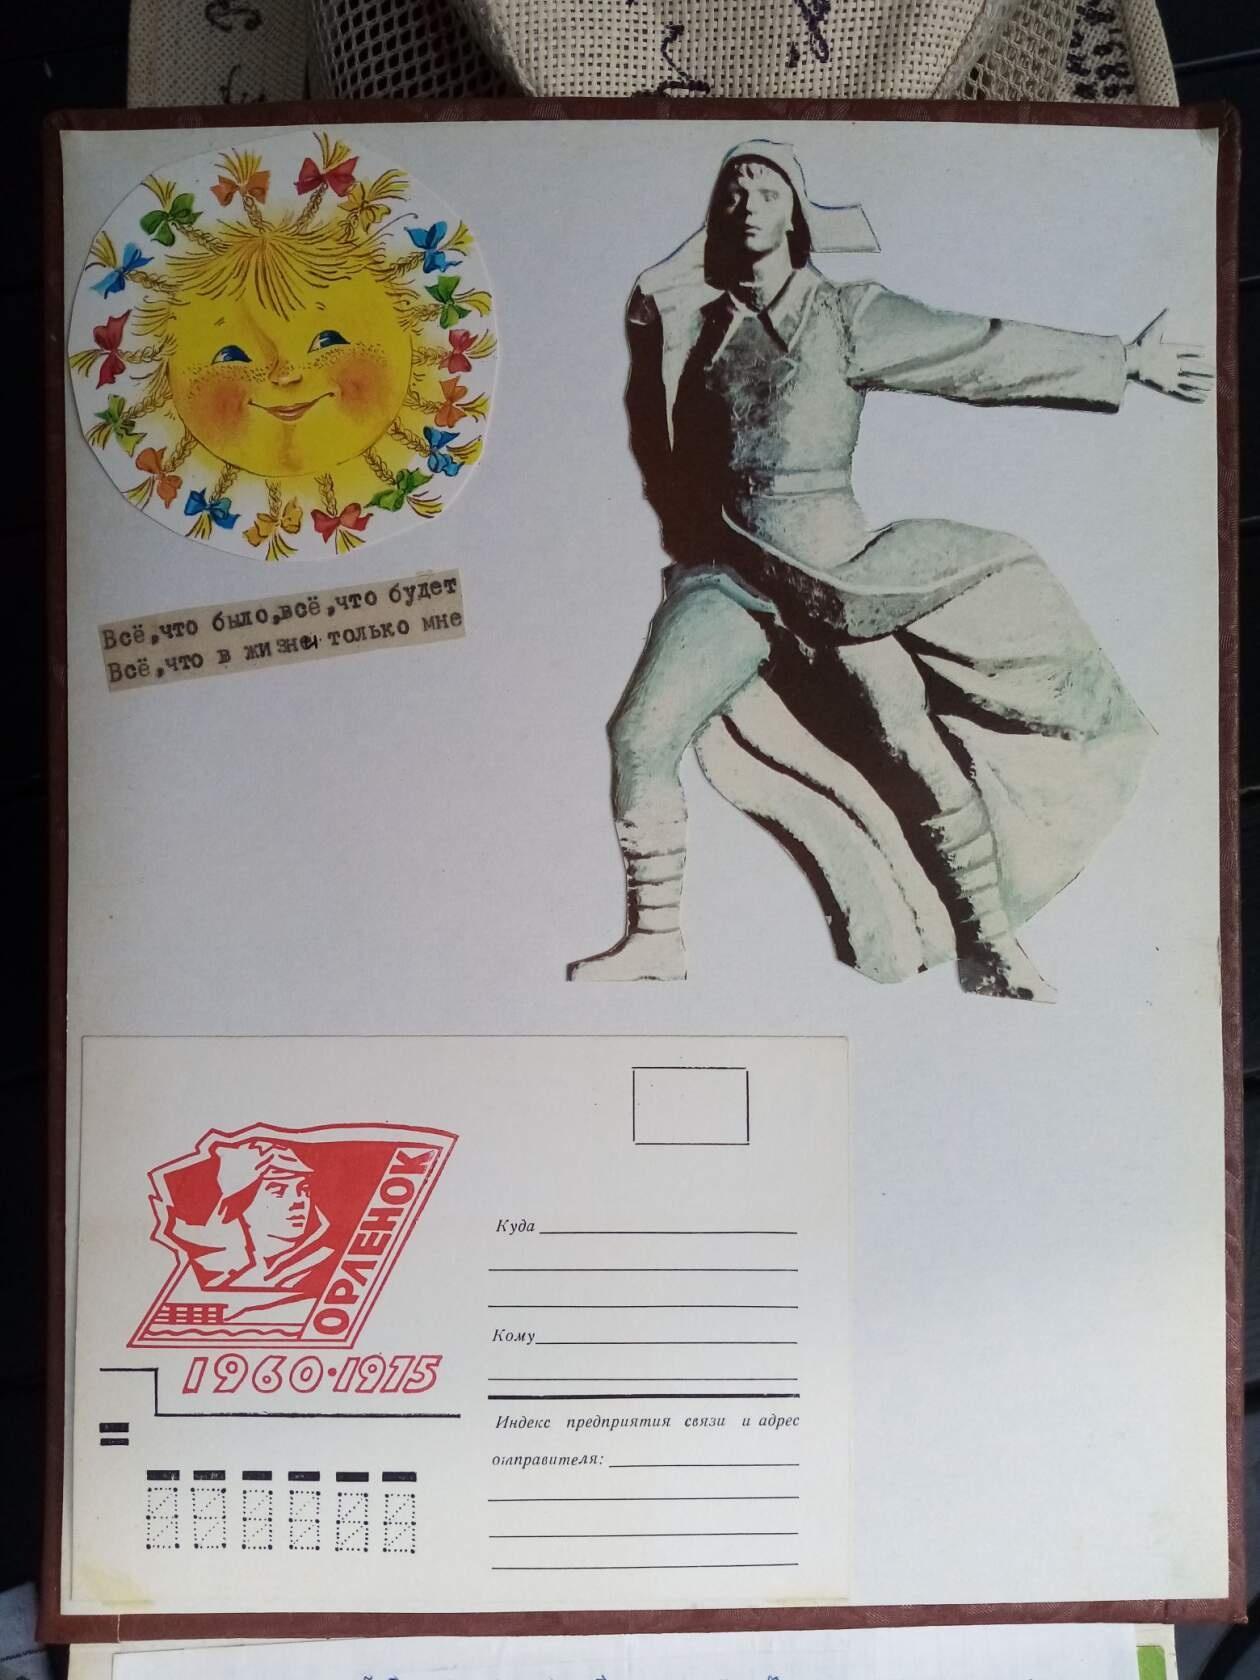 Всё,что было,всё,что будет
Всё,что в жизни только мне
ОРЛЕНОК
1960·1975
Куда
Кому
Индекс предприятия связи и адрес
отправителя: